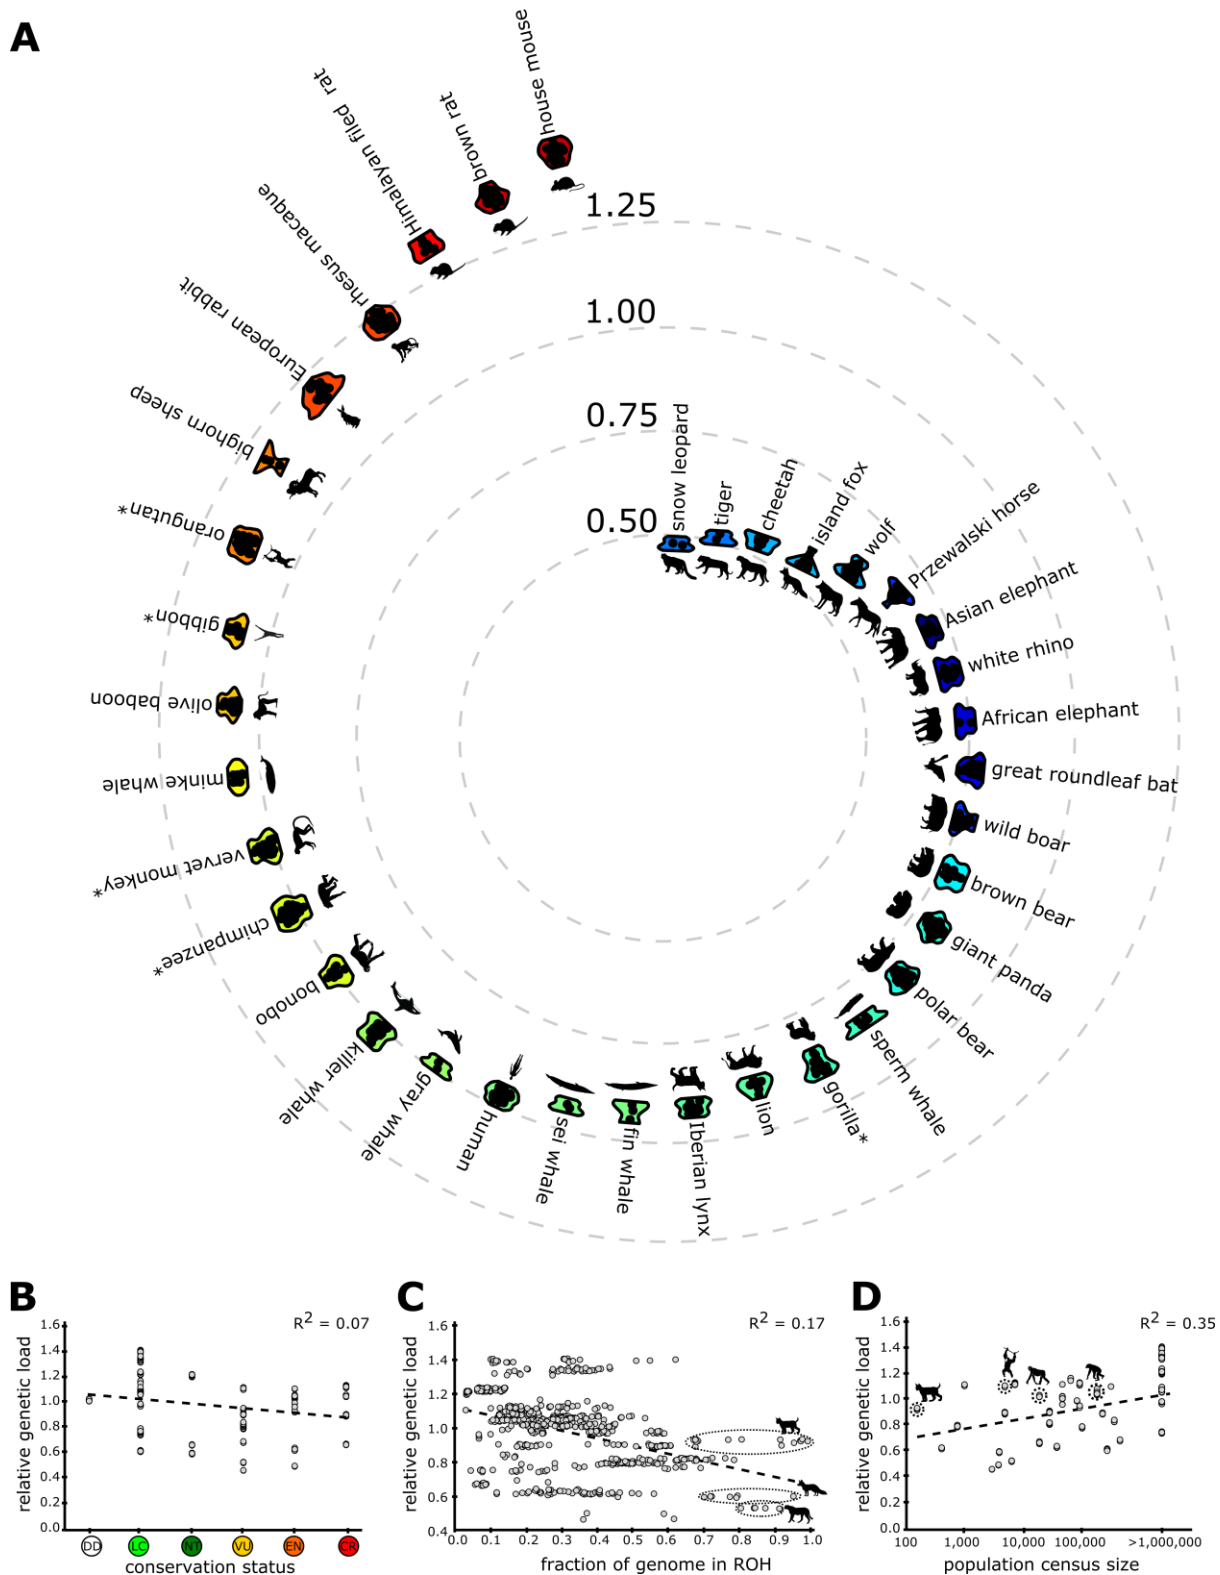 A
house mouse
brown rat
Himalayan filed rat
rhesus macaque
European rabbit
bighorn sheep
orangutan*
gibbon*
olive baboon
minke whale
vervet monkey*
chimpanzee*
bonobo
killer whale
gray whale
human
sei whale
fin whale
Iberian lynx
lion
gorilla*
sperm whale
polar bear
giant panda
brown bear
wild boar
great roundleaf bat
African elephant
white rhino
Asian elephant
Przewalski horse
wolf
island fox
cheetah
tiger
snow leopard
1.25
1.00
0.75
0.50
B
R² = 0.07
relative genetic load
1.6
1.4
1.2
1.0
0.8
0.6
0.4
0.2
0.0
DD LC NT VU EN CR
conservation status
C
R² = 0.17
relative genetic load
1.6
1.4
1.2
1.0
0.8
0.6
0.4
0.0 0.1 0.2 0.3 0.4 0.5 0.6 0.7 0.8 0.9 1.0
fraction of genome in ROH
D
R² = 0.35
relative genetic load
1.6
1.4
1.2
1.0
0.8
0.6
0.4
0.2
0.0
100 1,000 10,000 100,000 >1,000,000
population census size